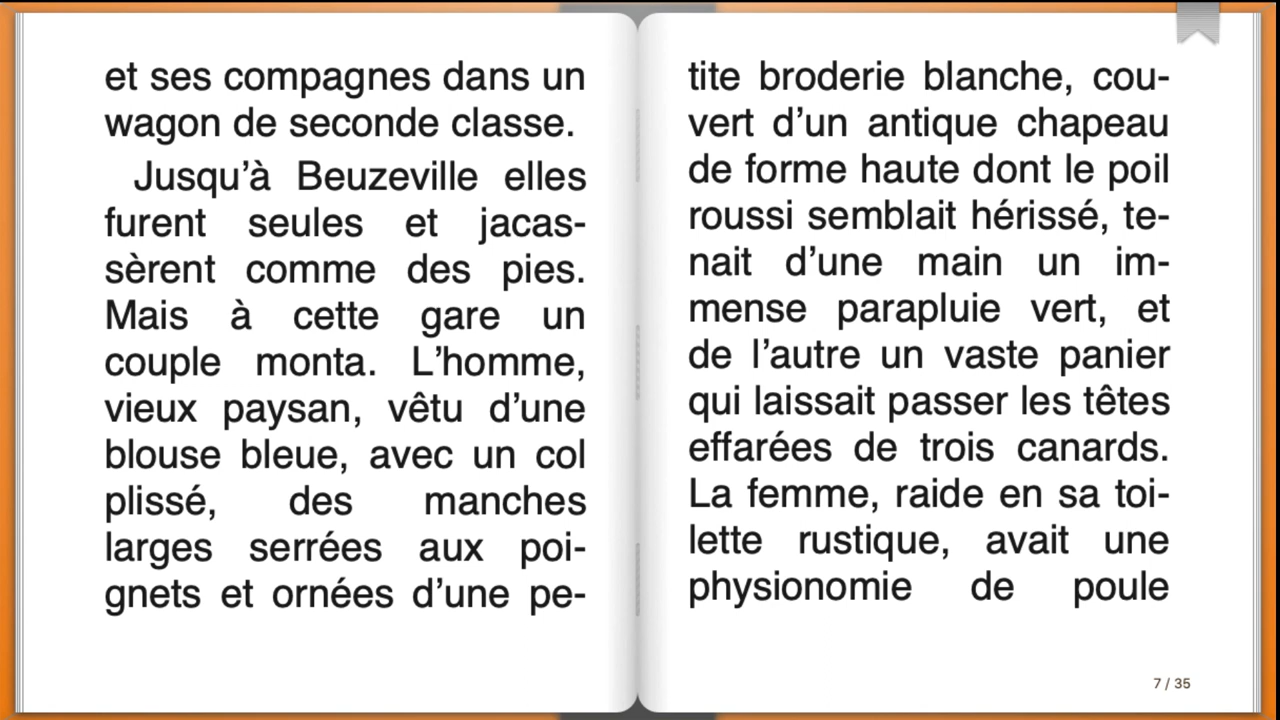 et ses compagnes dans un
wagon de seconde classe.
Jusqu’à Beuzeville elles
furent seules et jacas-
sèrent comme des pies.
Mais à cette gare un
couple monta. L’homme,
vieux paysan, vêtu d’une
blouse bleue, avec un col
plissé, des manches
larges serrées aux poi-
gnets et ornées d’une pe-
tite broderie blanche, cou-
vert d’un antique chapeau
de forme haute dont le poil
roussi semblait hérissé, te-
nait d’une main un im-
mense parapluie vert, et
de l’autre un vaste panier
qui laissait passer les têtes
effarées de trois canards.
La femme, raide en sa toi-
lette rustique, avait une
physionomie de poule
7 / 35